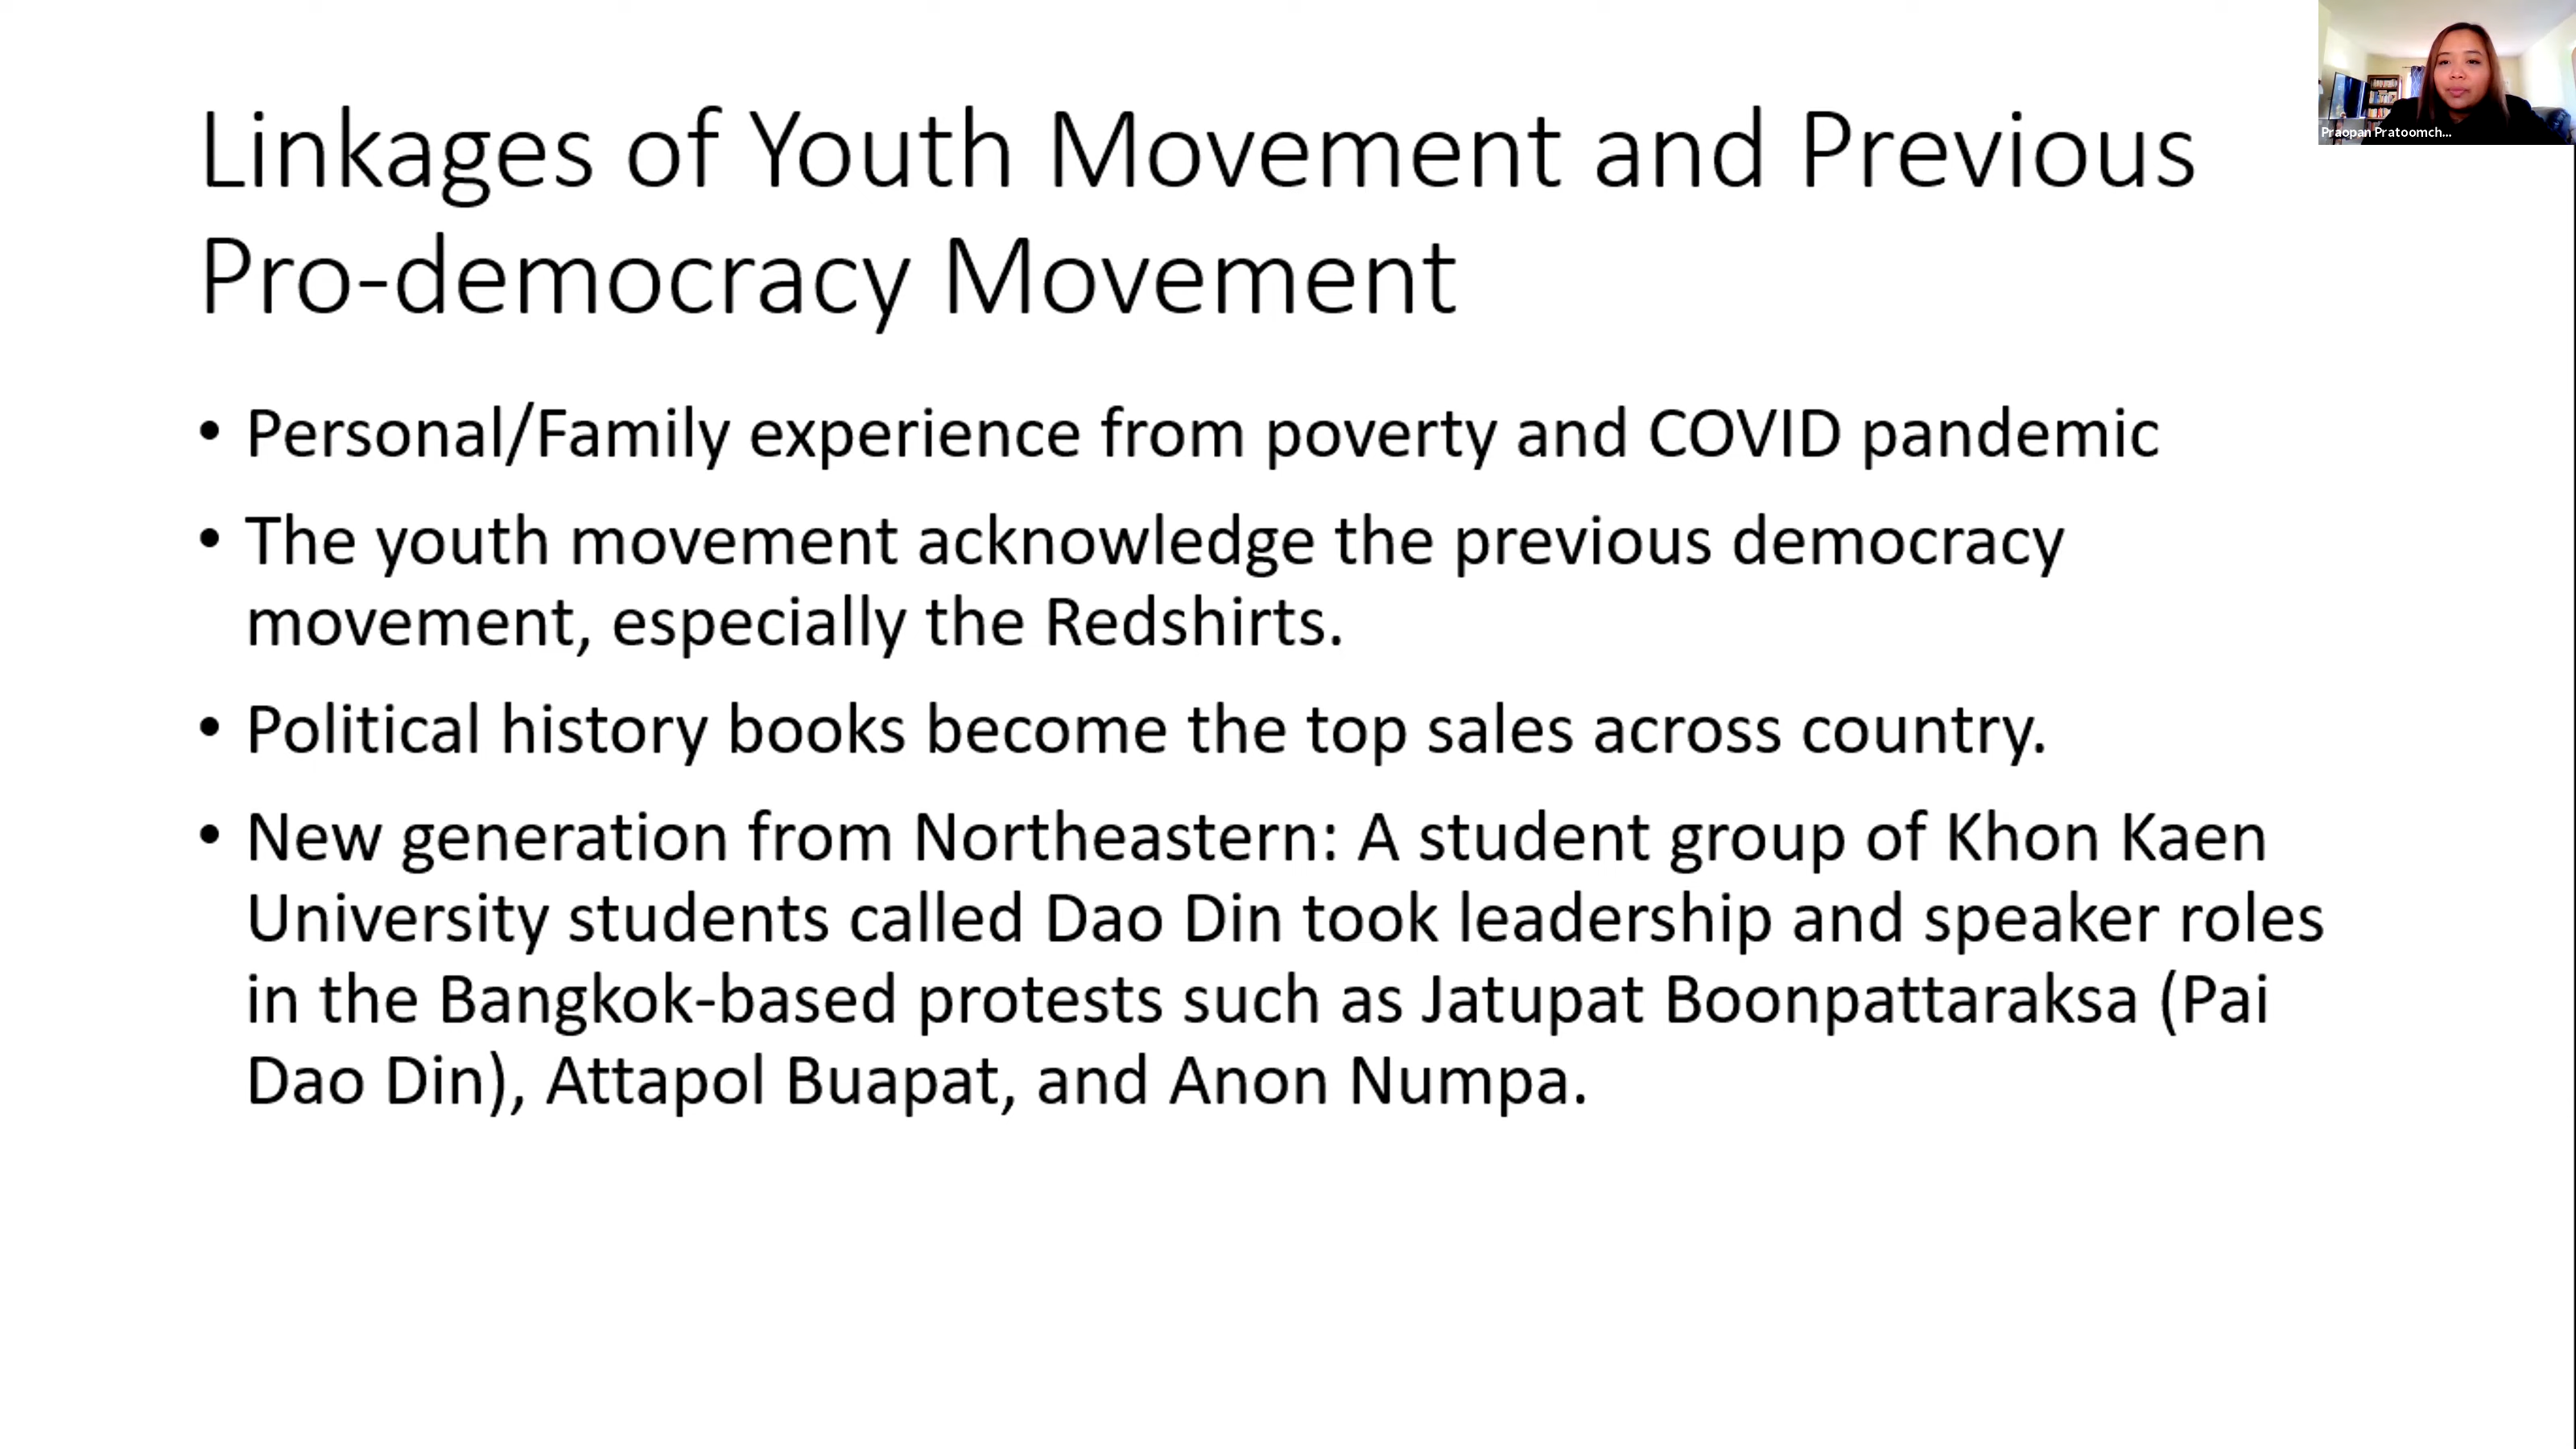 Linkages of Youth Movement and Previous
Pro-democracy Movement
• Personal/Family experience from poverty and COVID pandemic
• The youth movement acknowledge the previous democracy
movement, especially the Redshirts.
• Political history books become the top sales across country.
• New generation from Northeastern: A student group of Khon Kaen
University students called Dao Din took leadership and speaker roles
in the Bangkok-based protests such as Jatupat Boonpattaraksa (Pai
Dao Din), Attapol Buapat, and Anon Numpa.
Praopan Pratoomch...